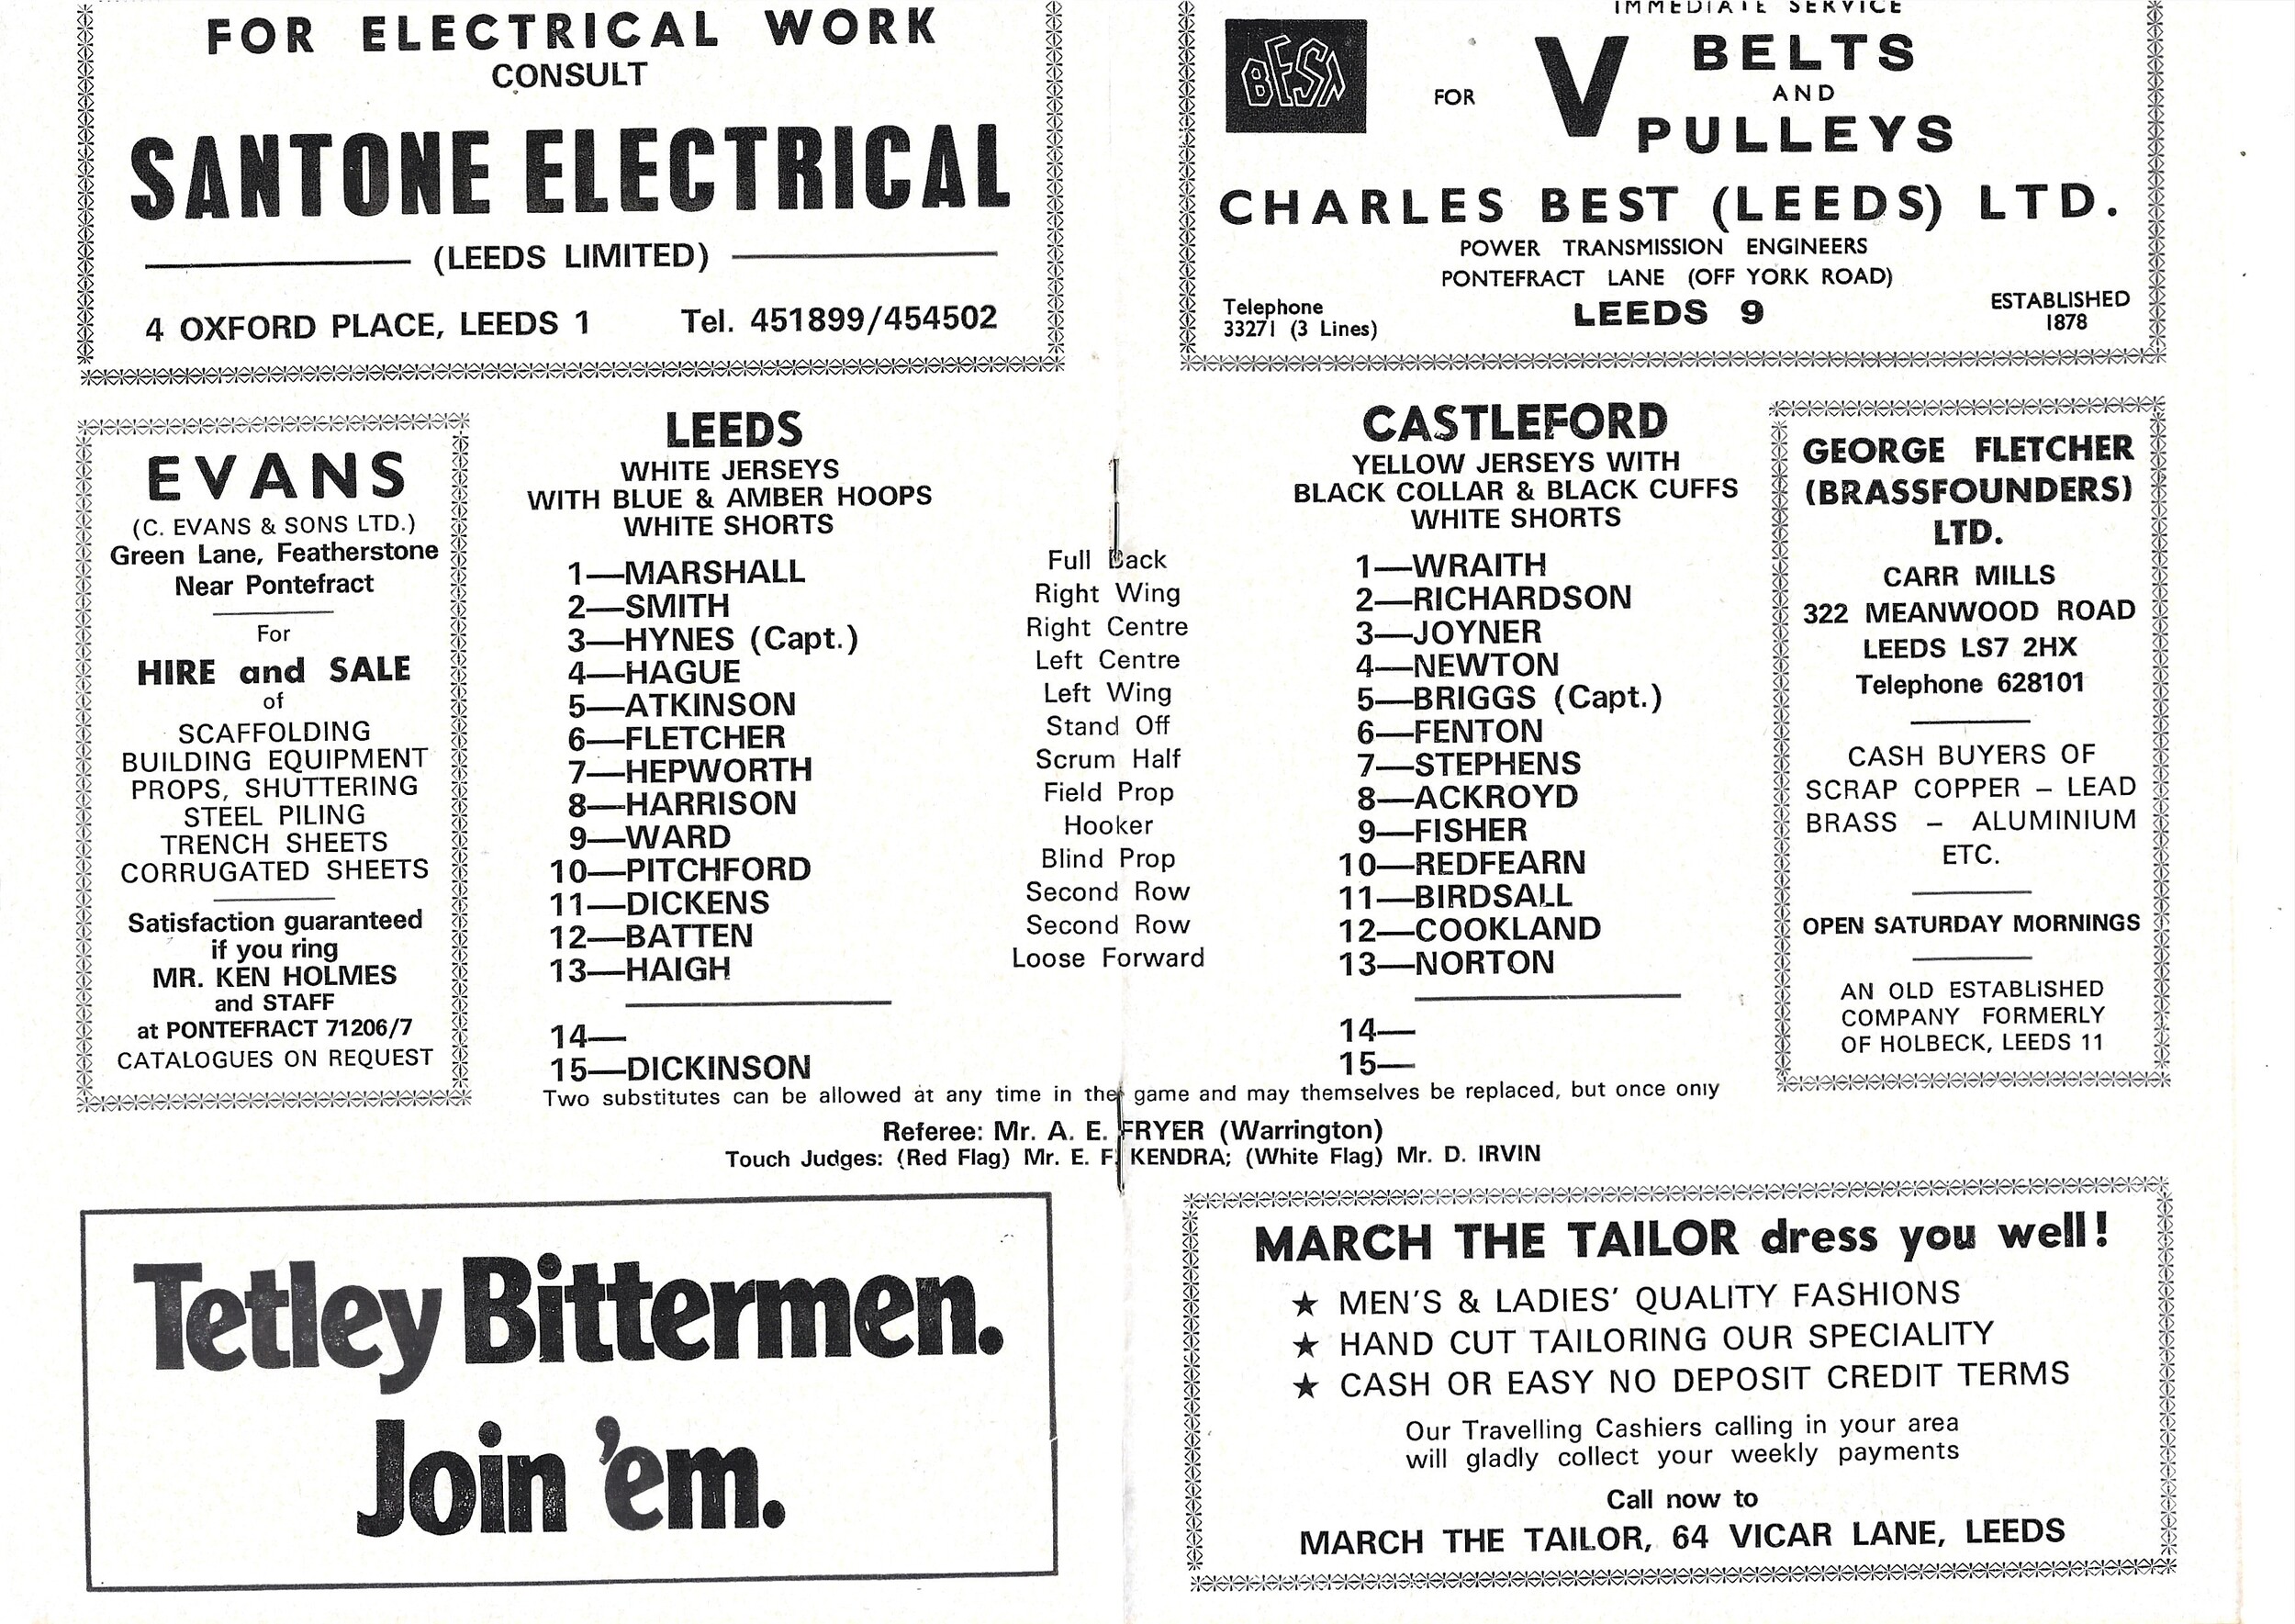 FOR ELECTRICAL WORK
CONSULT
SANTONE ELECTRICAL
(LEEDS LIMITED)
4 OXFORD PLACE, LEEDS 1 Tel. 451899/454502
IMMEDIATE SERVICE
BESA
FOR
V BELTS
AND
PULLEYS
CHARLES BEST (LEEDS) LTD.
POWER TRANSMISSION ENGINEERS
PONTEFRACT LANE (OFF YORK ROAD)
Telephone
33271 (3 Lines)
LEEDS 9
ESTABLISHED
1878
EVANS
(C. EVANS & SONS LTD.)
Green Lane, Featherstone
Near Pontefract
For
HIRE and SALE
of
SCAFFOLDING
BUILDING EQUIPMENT
PROPS, SHUTTERING
STEEL PILING
TRENCH SHEETS
CORRUGATED SHEETS
Satisfaction guaranteed
if you ring
MR. KEN HOLMES
and STAFF
at PONTEFRACT 71206/7
CATALOGUES ON REQUEST
LEEDS
WHITE JERSEYS
WITH BLUE & AMBER HOOPS
WHITE SHORTS
1—MARSHALL
2—SMITH
3—HYNES (Capt.)
4—HAGUE
5—ATKINSON
6—FLETCHER
7—HEPWORTH
8—HARRISON
9—WARD
10—PITCHFORD
11—DICKENS
12—BATTEN
13—HAIGH
14—
15—DICKINSON
Full Back
Right Wing
Right Centre
Left Centre
Left Wing
Stand Off
Scrum Half
Field Prop
Hooker
Blind Prop
Second Row
Second Row
Loose Forward
CASTLEFORD
YELLOW JERSEYS WITH
BLACK COLLAR & BLACK CUFFS
WHITE SHORTS
1—WRAITH
2—RICHARDSON
3—JOYNER
4—NEWTON
5—BRIGGS (Capt.)
6—FENTON
7—STEPHENS
8—ACKROYD
9—FISHER
10—REDFEARN
11—BIRDSALL
12—COOKLAND
13—NORTON
14—
15—
Two substitutes can be allowed at any time in the game and may themselves be replaced, but once only
Referee: Mr. A. E. FRYER (Warrington)
Touch Judges: (Red Flag) Mr. E. F. KENDRA; (White Flag) Mr. D. IRVIN
GEORGE FLETCHER
(BRASSFOUNDERS)
LTD.
CARR MILLS
322 MEANWOOD ROAD
LEEDS LS7 2HX
Telephone 628101
CASH BUYERS OF
SCRAP COPPER – LEAD
BRASS – ALUMINIUM
ETC.
OPEN SATURDAY MORNINGS
AN OLD ESTABLISHED
COMPANY FORMERLY
OF HOLBECK, LEEDS 11
Tetley Bittermen.
Join 'em.
MARCH THE TAILOR dress you well!
★ MEN'S & LADIES' QUALITY FASHIONS
★ HAND CUT TAILORING OUR SPECIALITY
★ CASH OR EASY NO DEPOSIT CREDIT TERMS
Our Travelling Cashiers calling in your area
will gladly collect your weekly payments
Call now to
MARCH THE TAILOR, 64 VICAR LANE, LEEDS